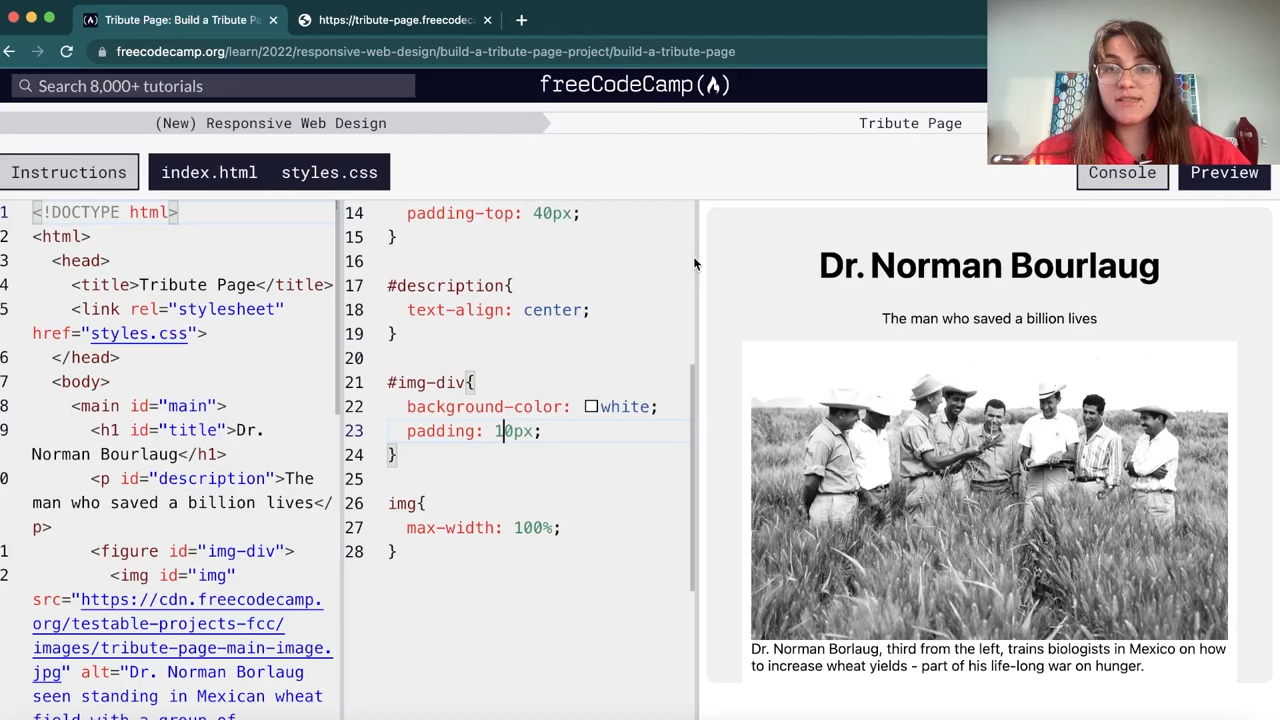 Tribute Page: Build a Tribute Pa
https://tribute-page.freecodec
freecodecamp.org/learn/2022/responsive-web-design/build-a-tribute-page-project/build-a-tribute-page
Search 8,000+ tutorials
freeCodeCamp
(New) Responsive Web Design
Tribute Page
Instructions
index.html
styles.css
Console
Preview
1 <!DOCTYPE html>
2 <html>
3 <head>
4 <title>Tribute Page</title>
5 <link rel="stylesheet"
href="styles.css">
6 </head>
7 <body>
8 <main id="main">
9 <h1 id="title">Dr.
Norman Bourlaug</h1>
0 <p id="description">The
man who saved a billion lives</
p>
1 <figure id="img-div">
2 <img id="img"
src="https://cdn.freecodecamp.
org/testable-projects-fcc/
images/tribute-page-main-image.
jpg" alt="Dr. Norman Borlaug
seen standing in Mexican wheat
field with a group of
14 padding-top: 40px;
15 }
16
17 #description{
18 text-align: center;
19 }
20
21 #img-div{
22 background-color: white;
23 padding: 10px;
24 }
25
26 img{
27 max-width: 100%;
28 }
Dr. Norman Bourlaug
The man who saved a billion lives
Dr. Norman Borlaug, third from the left, trains biologists in Mexico on how
to increase wheat yields - part of his life-long war on hunger.